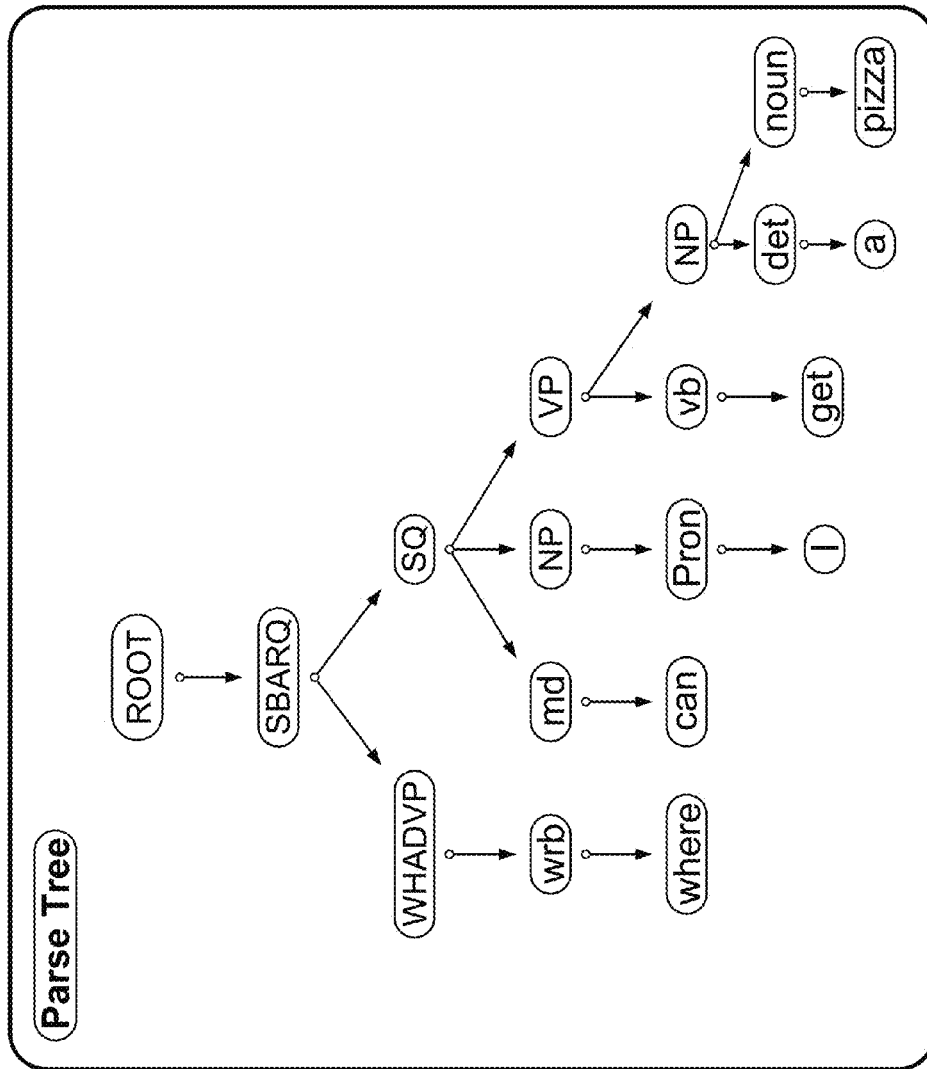 Parse Tree
ROOT
SBARQ
WHADVP SQ
wrb md NP VP
where can Pron vb NP
I get det noun
a pizza